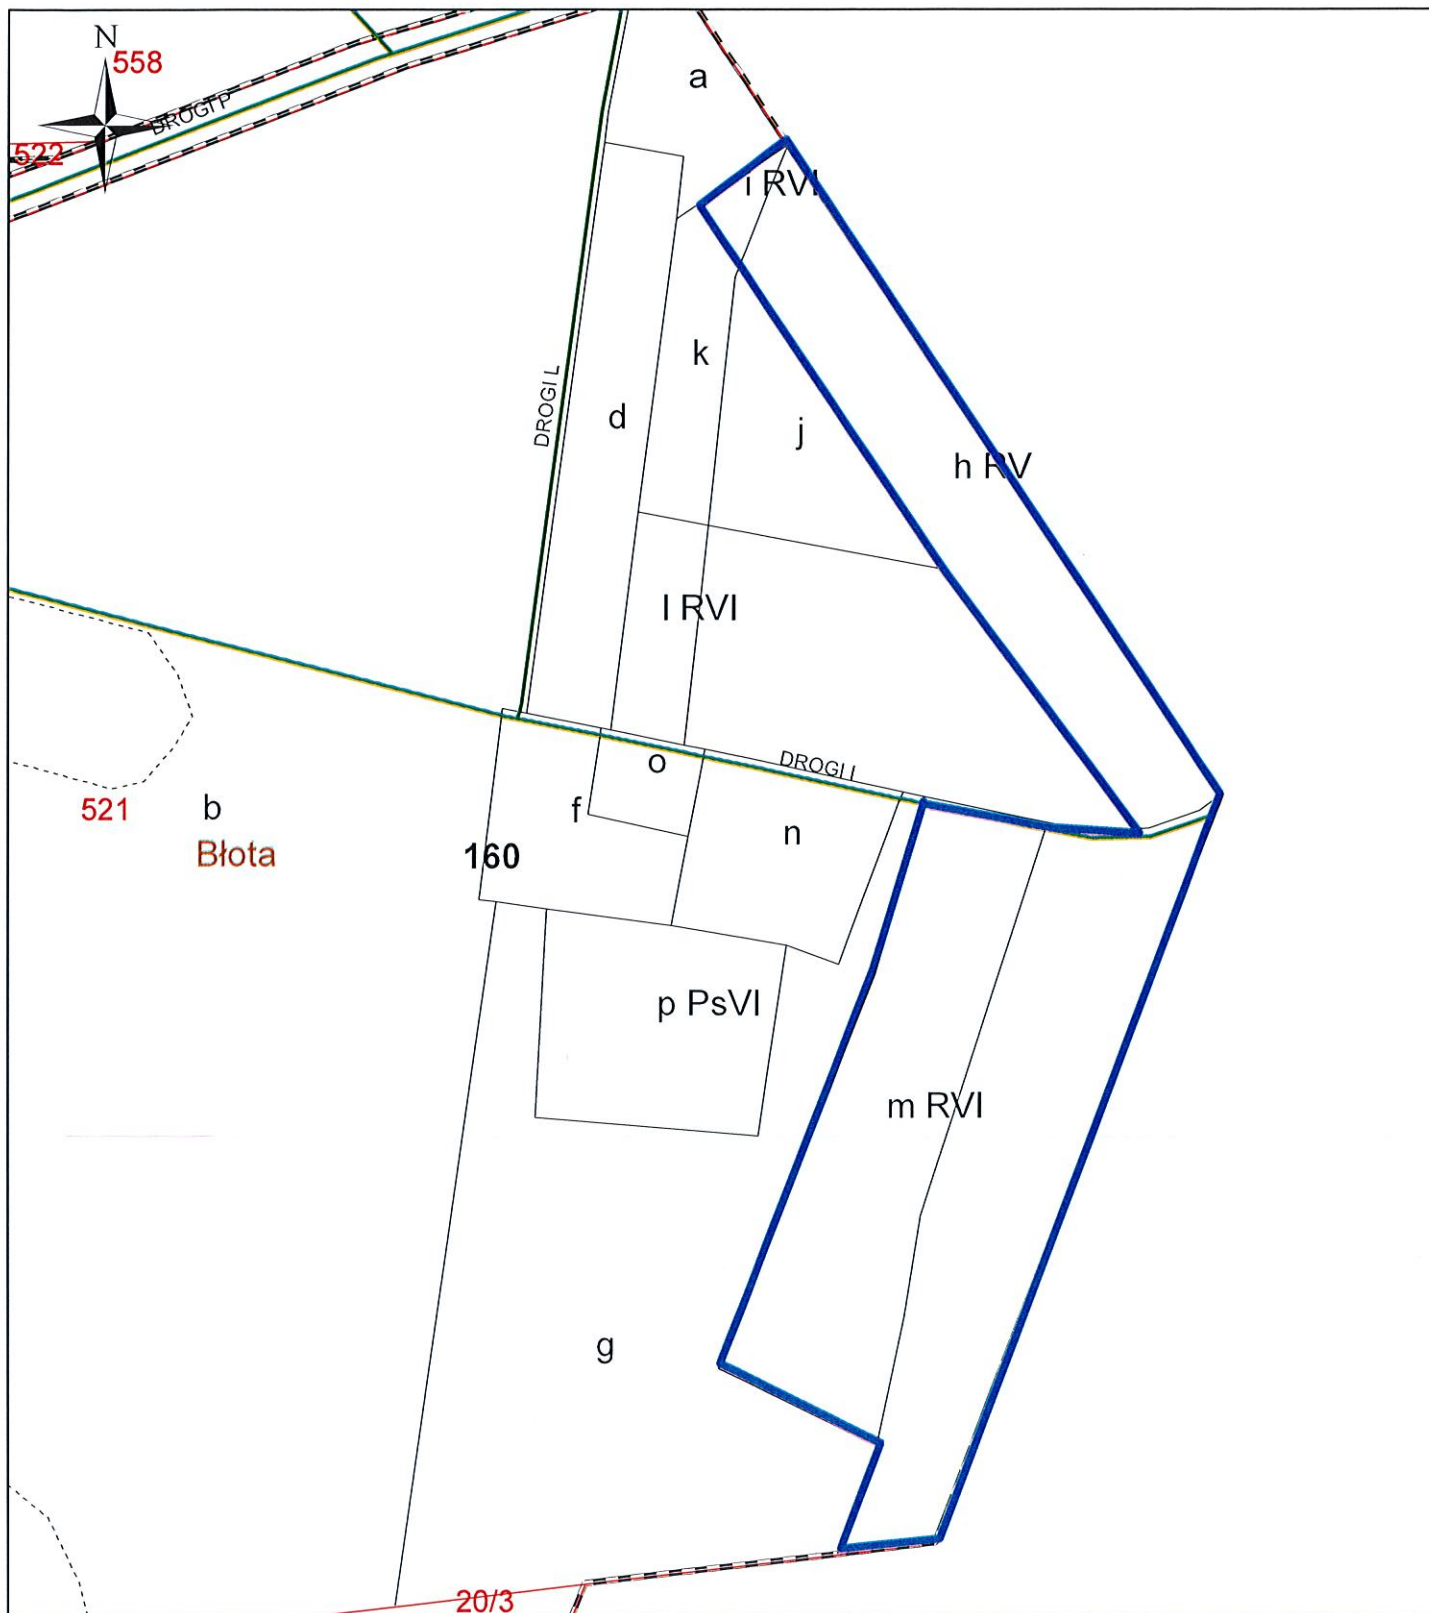 N
558
a
DROGI P
522
i RVI
k
DROGI L
d
j
h RV
l RVI
o
DROGI I
521
b
f
n
Błota
160
p PsVI
m RVI
g
20/3